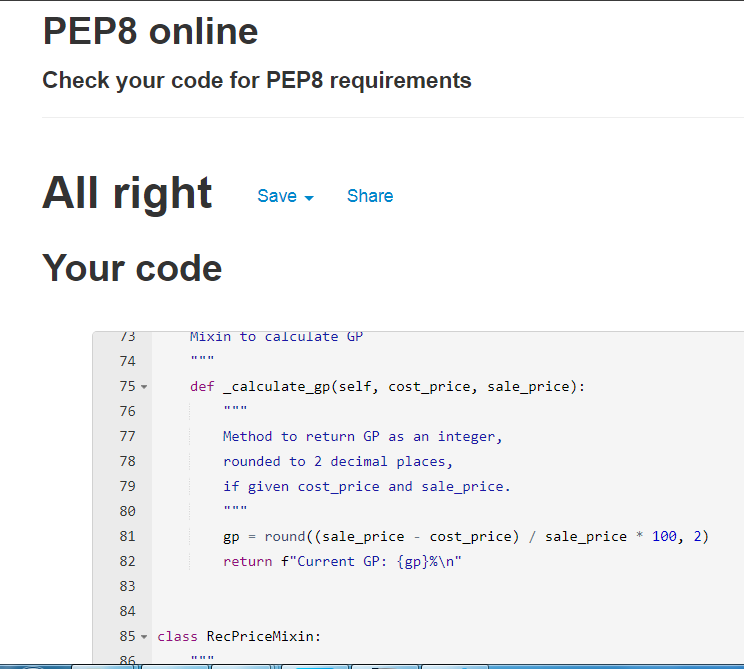 PEP8 online
Check your code for PEP8 requirements
All right Save Share
Your code
73 Mixin to calculate GP
74 """
75 def _calculate_gp(self, cost_price, sale_price):
76 """
77 Method to return GP as an integer,
78 rounded to 2 decimal places,
79 if given cost_price and sale_price.
80 """
81 gp = round((sale_price - cost_price) / sale_price * 100, 2)
82 return f"Current GP: {gp}%\n"
83
84
85 class RecPriceMixin:
86 """